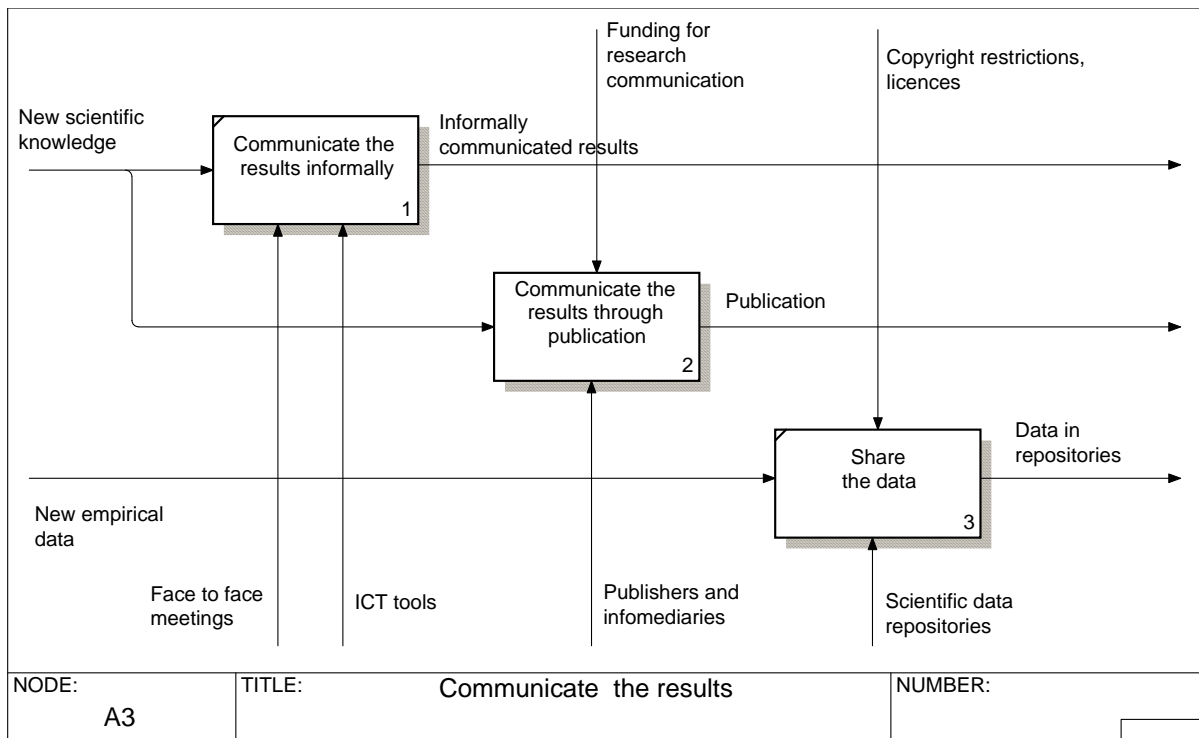 Funding for
research
communication
Copyright restrictions,
licences
New scientific
knowledge
Communicate the
results informally
1
Informally
communicated results
Communicate the
results through
publication
2
Publication
Share
the data
3
Data in
repositories
New empirical
data
Face to face
meetings
ICT tools
Publishers and
infomediaries
Scientific data
repositories
NODE:
A3
TITLE:
Communicate the results
NUMBER: